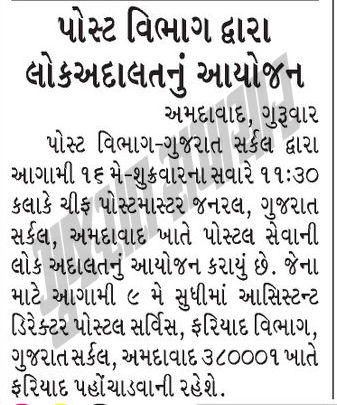 પોસ્ટ વિભાગ દ્વારા
લોકઅદાલતનું આયોજન
અમદાવાદ, ગુરૂવાર
પોસ્ટ વિભાગ-ગુજરાત સર્કલ દ્વારા
આગામી ૧૬ મે-શુક્રવારના સવારે ૧૧:૩૦
કલાકે ચીફ પોસ્ટમાસ્ટર જનરલ, ગુજરાત
સર્કલ, અમદાવાદ ખાતે પોસ્ટલ સેવાની
લોક અદાલતનું આયોજન કરાયું છે. જેના
માટે આગામી ૯ મે સુધીમાં આસિસ્ટન્ટ
ડિરેક્ટર પોસ્ટલ સર્વિસ, ફરિયાદ વિભાગ,
ગુજરાત સર્કલ, અમદાવાદ ૩૮૦૦૦૧ ખાતે
ફરિયાદ પહોંચાડવાની રહેશે.